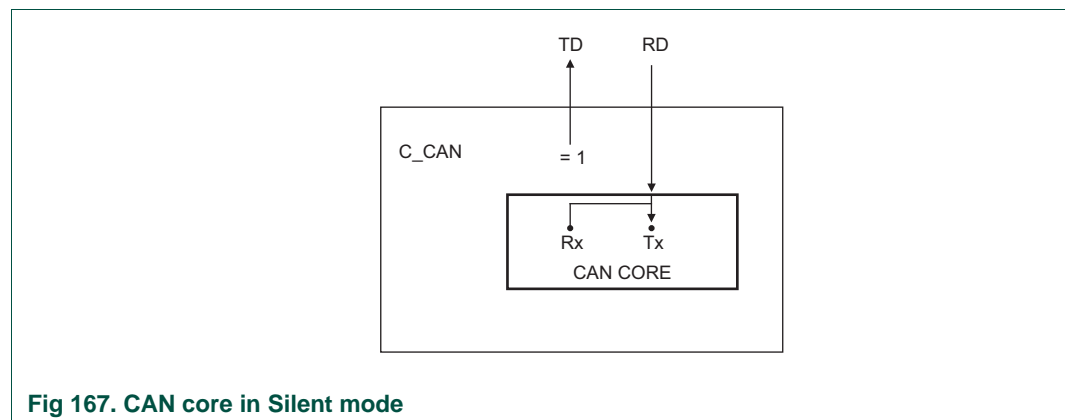 TD RD
C_CAN
= 1
Rx Tx
CAN CORE
Fig 167. CAN core in Silent mode